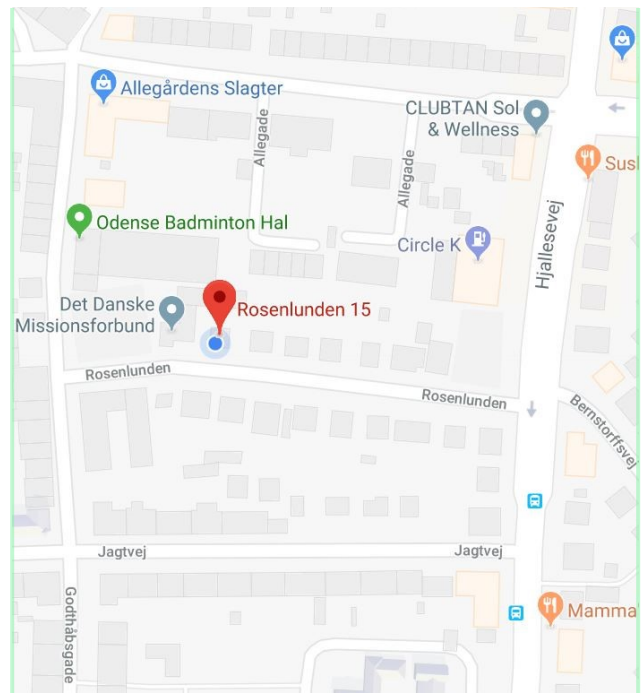 Allegårdens Slagter
CLUBTAN Sol
& Wellness
Allegade
Allegade
Sus
Odense Badminton Hal
Circle K
Hjallesevej
Det Danske
Missionsforbund
Rosenlunden 15
Rosenlunden
Rosenlunden
Bernstorffsvej
Jagtvej
Jagtvej
Godthåbsgade
Mamma